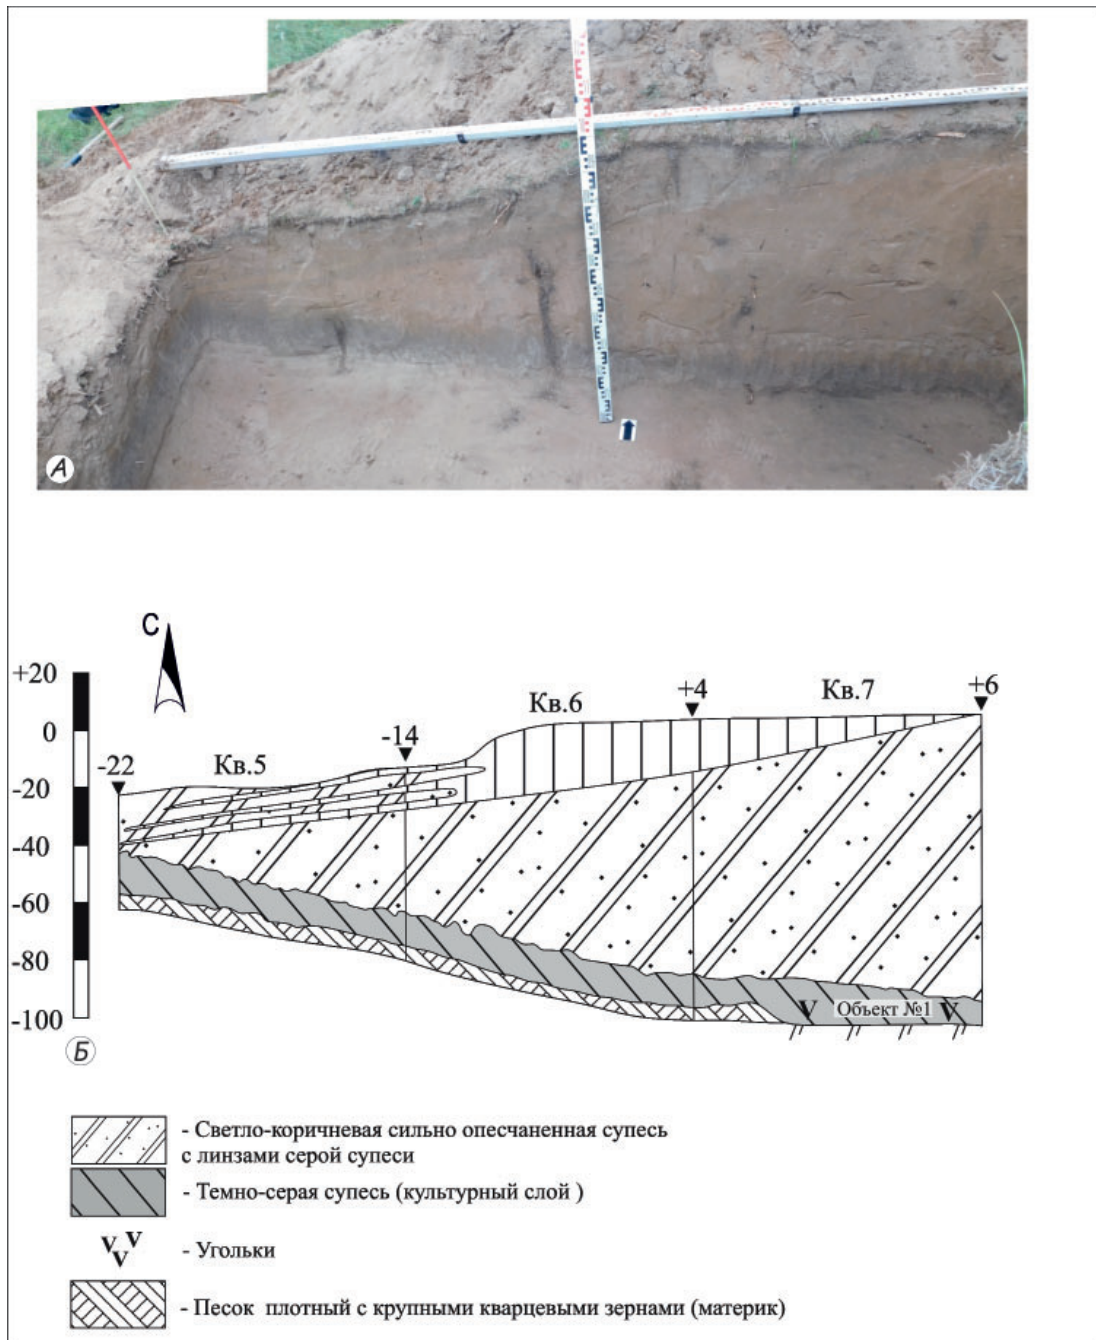 А
С
+20
0
-20
-40
-60
-80
-100
-22
Кв.5
-14
Кв.6
+4
Кв.7
+6
V Объект №1 V
Б
- Светло-коричневая сильно опесчаненная супесь
с линзами серой супеси
- Темно-серая супесь (культурный слой )
V V V
- Угольки
- Песок плотный с крупными кварцевыми зернами (материк)